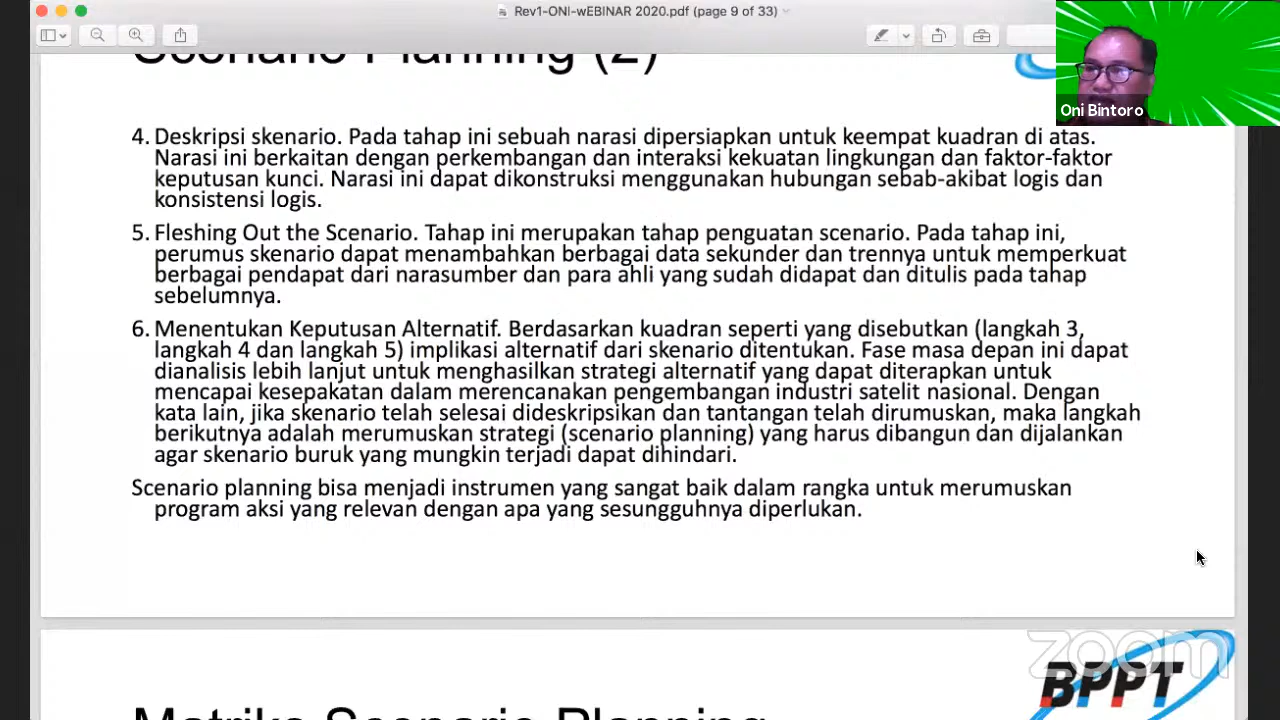 Rev1-ONI-wEBINAR 2020.pdf (page 9 of 33)
Oni Bintoro
Scenario Planning (2)
4. Deskripsi skenario. Pada tahap ini sebuah narasi dipersiapkan untuk keempat kuadran di atas.
Narasi ini berkaitan dengan perkembangan dan interaksi kekuatan lingkungan dan faktor-faktor
keputusan kunci. Narasi ini dapat dikonstruksi menggunakan hubungan sebab-akibat logis dan
konsistensi logis.
5. Fleshing Out the Scenario. Tahap ini merupakan tahap penguatan scenario. Pada tahap ini,
perumus skenario dapat menambahkan berbagai data sekunder dan trennya untuk memperkuat
berbagai pendapat dari narasumber dan para ahli yang sudah didapat dan ditulis pada tahap
sebelumnya.
6. Menentukan Keputusan Alternatif. Berdasarkan kuadran seperti yang disebutkan (langkah 3,
langkah 4 dan langkah 5) implikasi alternatif dari skenario ditentukan. Fase masa depan ini dapat
dianalisis lebih lanjut untuk menghasilkan strategi alternatif yang dapat diterapkan untuk
mencapai kesepakatan dalam merencanakan pengembangan industri satelit nasional. Dengan
kata lain, jika skenario telah selesai dideskripsikan dan tantangan telah dirumuskan, maka langkah
berikutnya adalah merumuskan strategi (scenario planning) yang harus dibangun dan dijalankan
agar skenario buruk yang mungkin terjadi dapat dihindari.
Scenario planning bisa menjadi instrumen yang sangat baik dalam rangka untuk merumuskan
program aksi yang relevan dengan apa yang sesungguhnya diperlukan.
zoom
BPPT
Matriks Scenario Planning